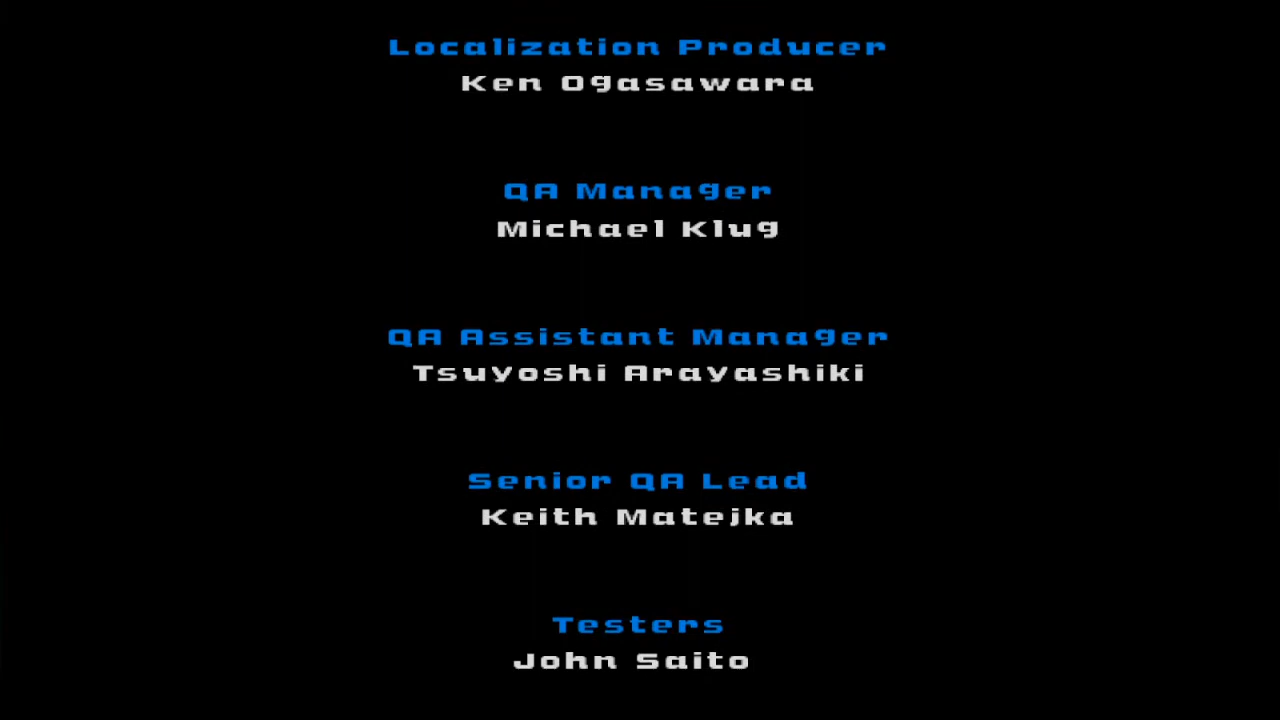 Localization Producer
Ken Ogasawara
QA Manager
Michael Klug
QA Assistant Manager
Tsuyoshi Arayashiki
Senior QA Lead
Keith Matejka
Testers
John Saito